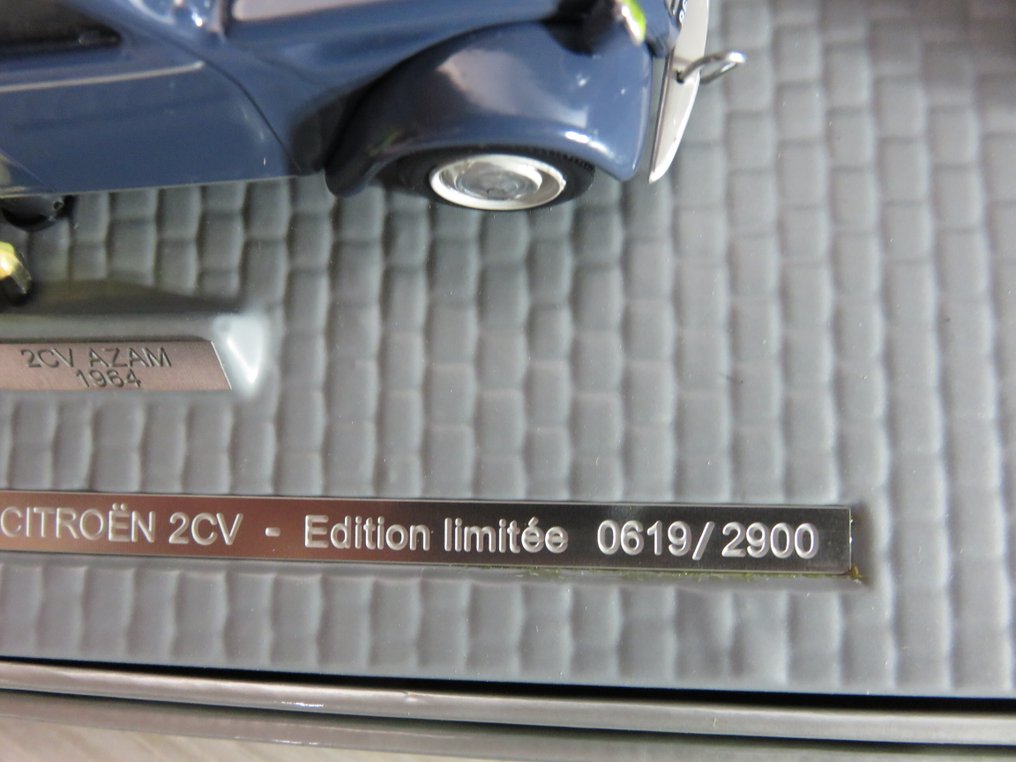 2CV AZAM
1964
CITROËN 2CV - Edition limitée 0619/2900